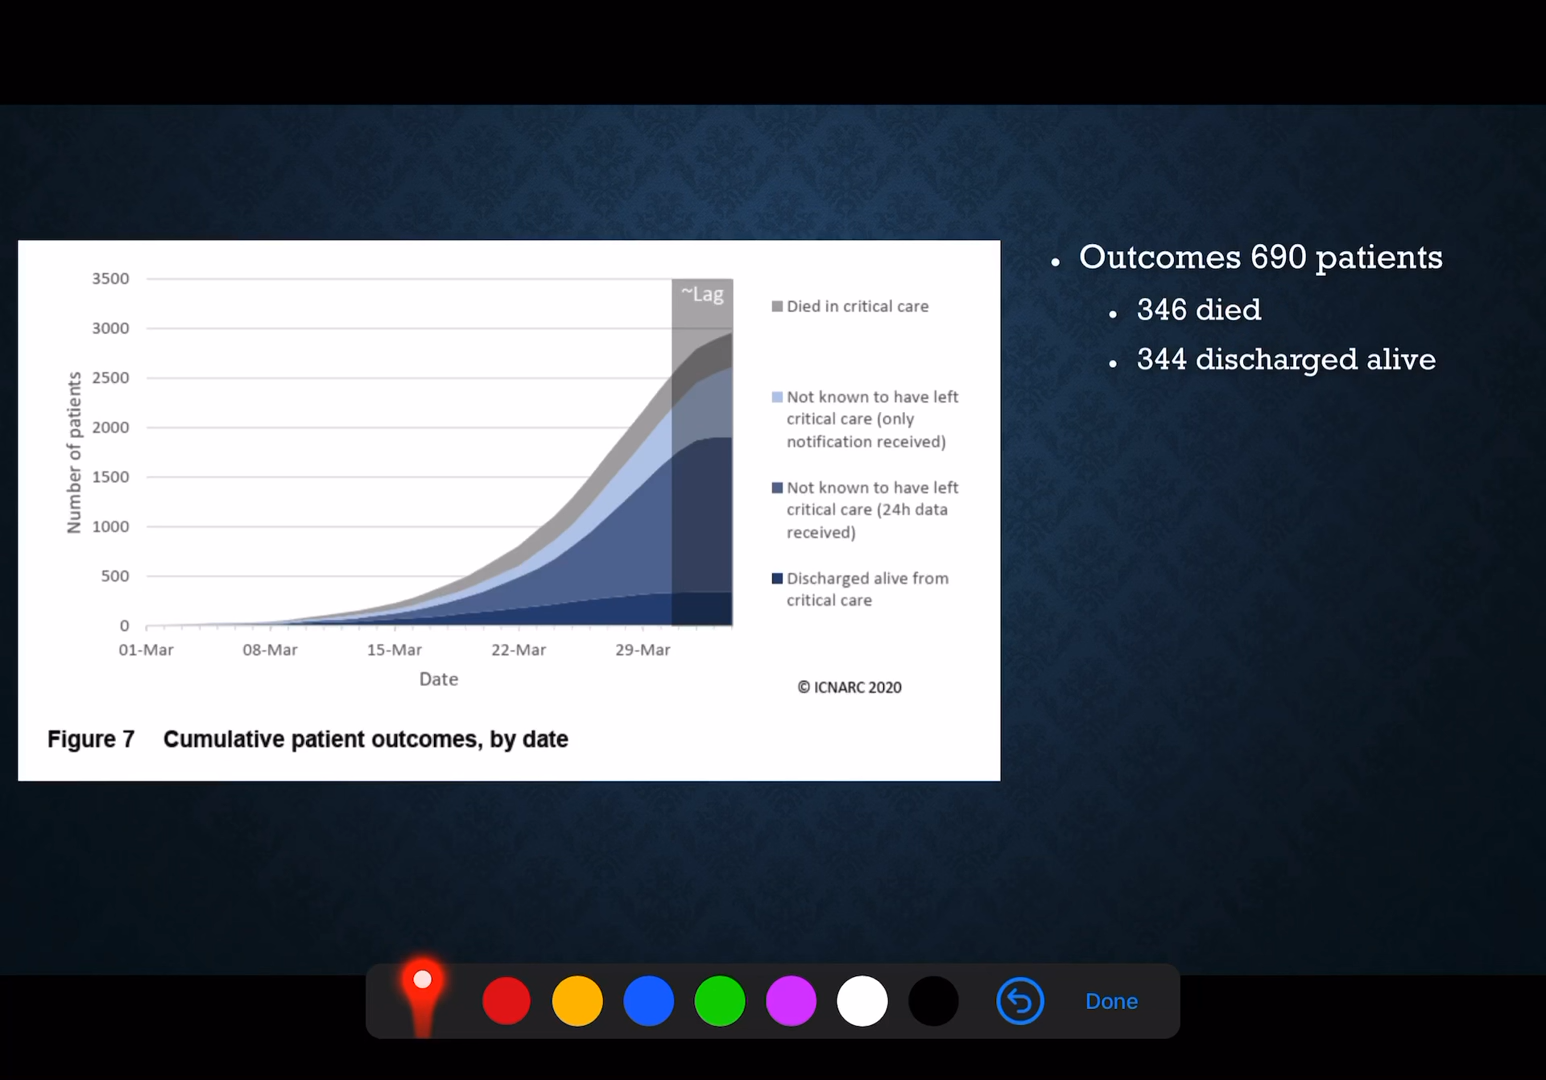 3500
3000
2500
2000
1500
1000
500
0
Number of patients
01-Mar 08-Mar 15-Mar 22-Mar 29-Mar
Date
~Lag
Died in critical care
Not known to have left
critical care (only
notification received)
Not known to have left
critical care (24h data
received)
Discharged alive from
critical care
© ICNARC 2020
Figure 7 Cumulative patient outcomes, by date
• Outcomes 690 patients
• 346 died
• 344 discharged alive
Done